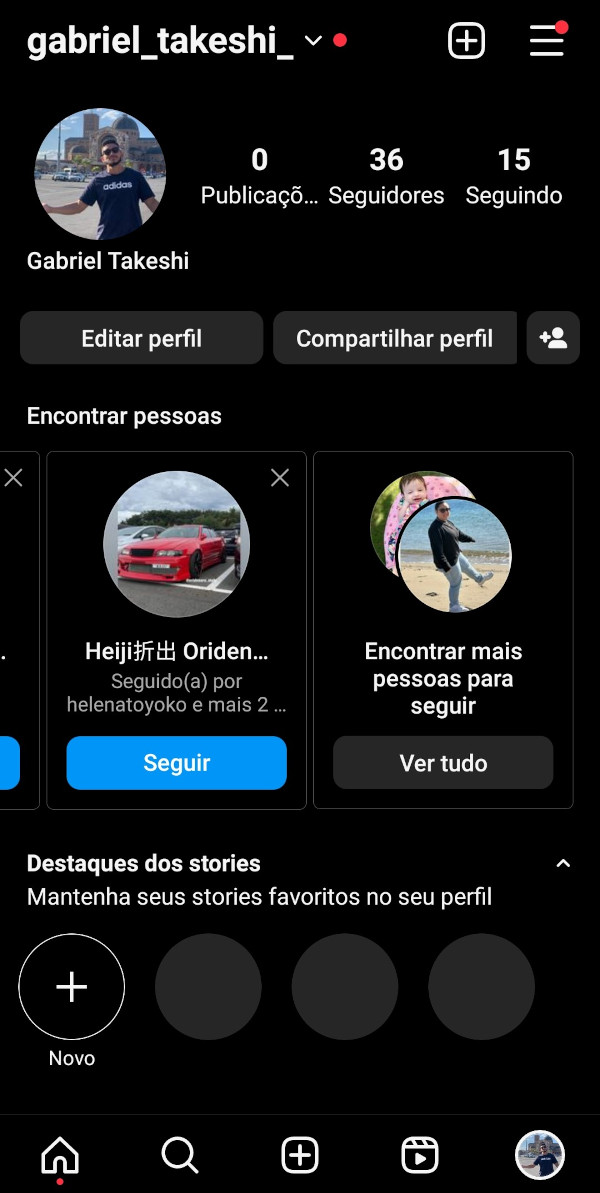 gabriel_takeshi_
adidas
0
36
15
Publicaçõ...
Seguidores
Seguindo
Gabriel Takeshi
Editar perfil
Compartilhar perfil
Encontrar pessoas
.
Heiji折出 Oriden...
Seguido(a) por
helenatoyoko e mais 2 ...
Seguir
Encontrar mais
pessoas para
seguir
Ver tudo
Destaques dos stories
Mantenha seus stories favoritos no seu perfil
Novo